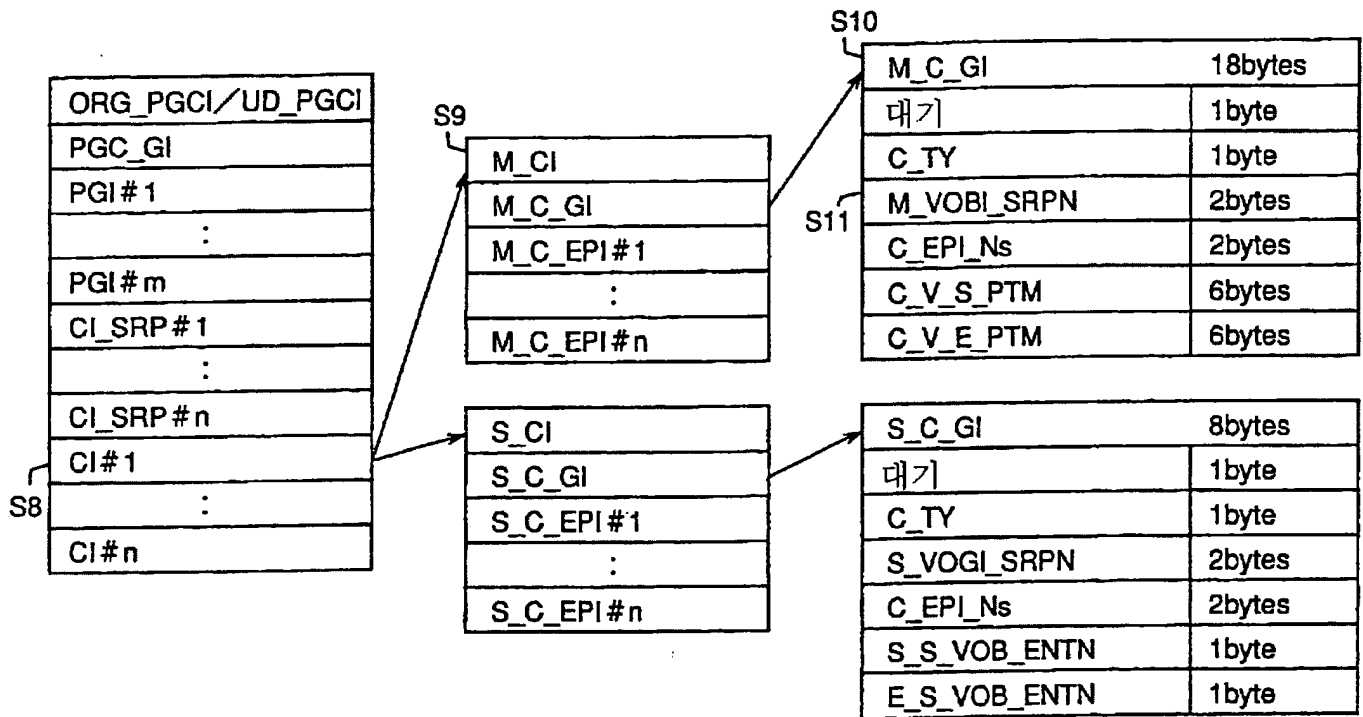 ORG_PGCI/UD_PGCI
PGC_GI
PGI#1
:
PGI#m
CI_SRP#1
:
CI_SRP#n
S8
CI#1
:
CI#n
S9
M_CI
M_C_GI
M_C_EPI#1
:
M_C_EPI#n
S_CI
S_C_GI
S_C_EPI#1
:
S_C_EPI#n
S10
M_C_GI 18bytes
대기 1byte
C_TY 1byte
S11
M_VOBI_SRPN 2bytes
C_EPI_Ns 2bytes
C_V_S_PTM 6bytes
C_V_E_PTM 6bytes
S_C_GI 8bytes
대기 1byte
C_TY 1byte
S_VOGI_SRPN 2bytes
C_EPI_Ns 2bytes
S_S_VOB_ENTN 1byte
E_S_VOB_ENTN 1byte